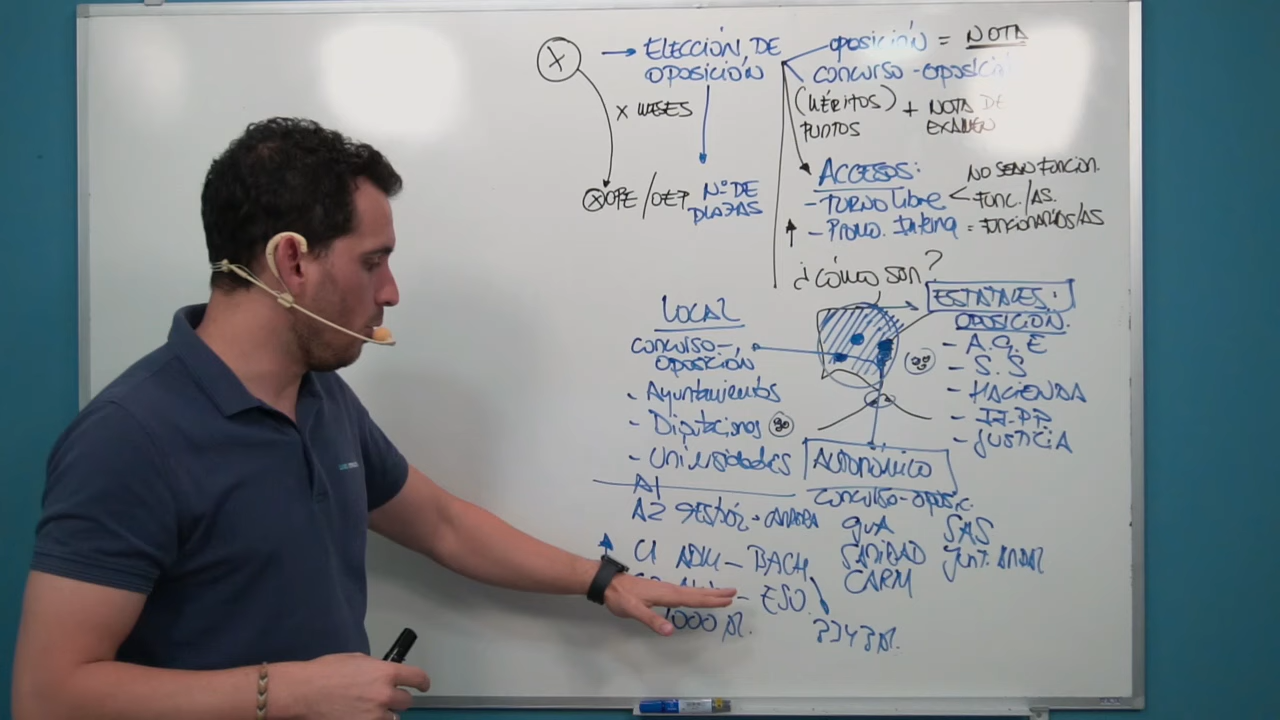 X → ELECCIÓN DE
OPOSICIÓN
X MESES
X OPE / OEP Nº DE
PLAZAS
OPOSICIÓN = NOTA
CONCURSO-OPOSICI
(MÉRITOS) + NOTA DE
PUNTOS EXAMEN
ACCESOS:
- TURNO Libre < NO SEAN FUNCION.
FUNC./AS.
- PROMO. Interna = FUNCIONARIOS/AS
¿CÓMO SON?
LOCAL
CONCURSO-
OPOSICIÓN
- Ayuntamientos
- Diputaciones
- Universidades
ESTATALES:
OPOSICIÓN.
- A.G.E
- S.S
- HACIENDA
- II.PP.
- JUSTICIA
AUTONÓMICO
CONCURSO-OPOSIC.
GVA SAS
SANIDAD JUNT. ANDAL
CARM
A1
A2 GESTIÓN -
C1 ADM - BACH
- ESO
1000 pl.